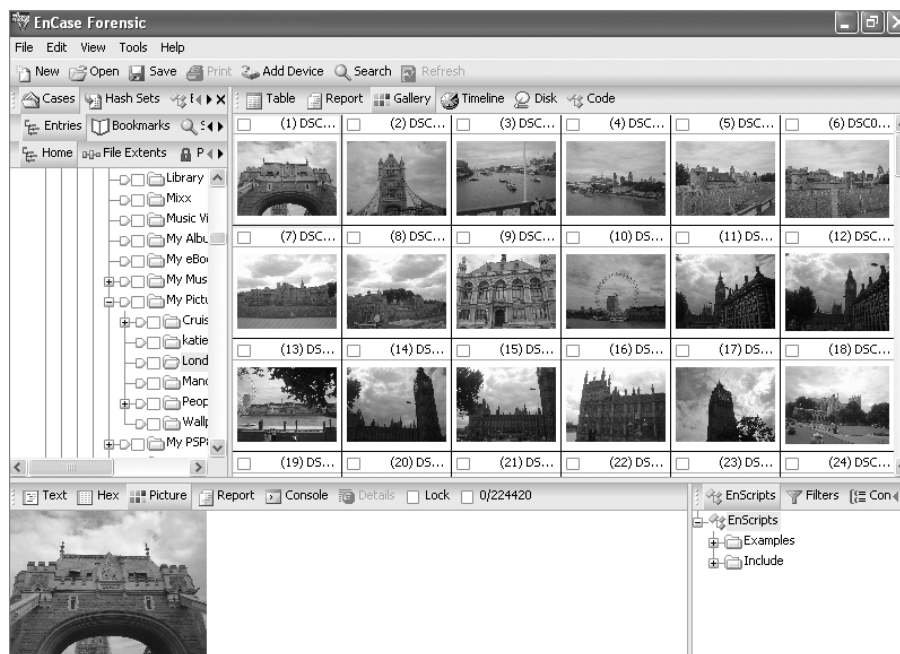 EnCase Forensic
File Edit View Tools Help
New Open Save Print Add Device Search Refresh
Cases Hash Sets
Table Report Gallery Timeline Disk Code
Entries Bookmarks
Home File Extents P
Library
Mixx
Music Vi
My Albu
My eBoo
My Mus
My Pictu
Cruis
katie
Lond
Manc
Peop
Wallp
My PSP8
(1) DSC... (2) DSC... (3) DSC... (4) DSC... (5) DSC... (6) DSC0...
(7) DSC... (8) DSC... (9) DSC... (10) DS... (11) DS... (12) DSC...
(13) DS... (14) DS... (15) DS... (16) DS... (17) DS... (18) DSC...
(19) DS... (20) DS... (21) DS... (22) DS... (23) DS... (24) DSC...
Text Hex Picture Report Console Details Lock 0/224420
EnScripts Filters Con
EnScripts
Examples
Include